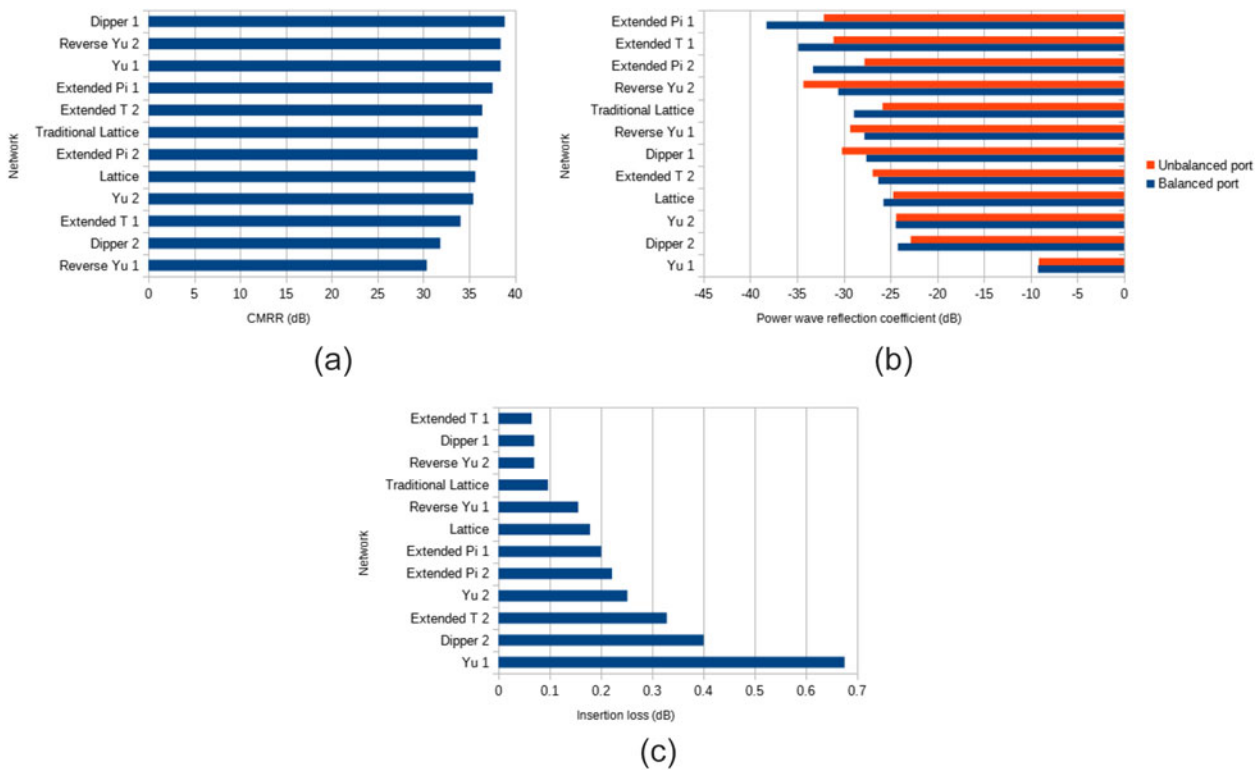 Network
Dipper 1
Reverse Yu 2
Yu 1
Extended Pi 1
Extended T 2
Traditional Lattice
Extended Pi 2
Lattice
Yu 2
Extended T 1
Dipper 2
Reverse Yu 1
0 5 10 15 20 25 30 35 40
CMRR (dB)
(a)
Network
Extended Pi 1
Extended T 1
Extended Pi 2
Reverse Yu 2
Traditional Lattice
Reverse Yu 1
Dipper 1
Extended T 2
Lattice
Yu 2
Dipper 2
Yu 1
-45 -40 -35 -30 -25 -20 -15 -10 -5 0
Power wave reflection coefficient (dB)
Unbalanced port
Balanced port
(b)
Network
Extended T 1
Dipper 1
Reverse Yu 2
Traditional Lattice
Reverse Yu 1
Lattice
Extended Pi 1
Extended Pi 2
Yu 2
Extended T 2
Dipper 2
Yu 1
0 0.1 0.2 0.3 0.4 0.5 0.6 0.7
Insertion loss (dB)
(c)